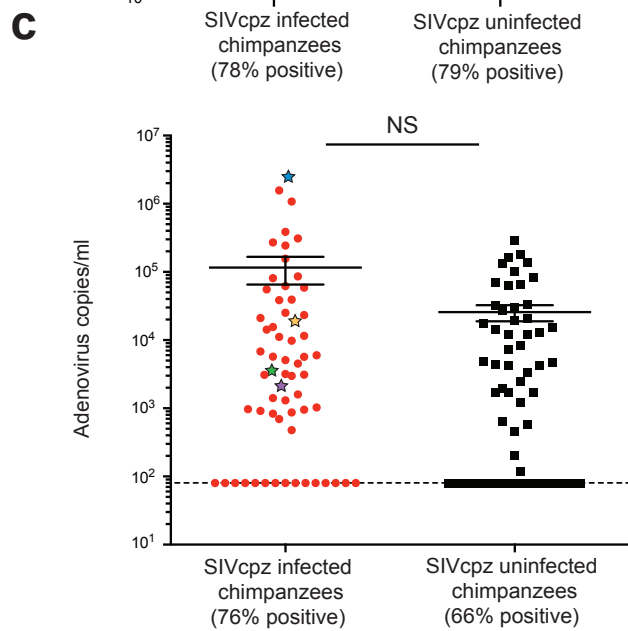 10
C
SIVcpz infected
chimpanzees
(78% positive)
SIVcpz uninfected
chimpanzees
(79% positive)
NS
Adenovirus copies/ml
10⁷
10⁶
10⁵
10⁴
10³
10²
10¹
SIVcpz infected
chimpanzees
(76% positive)
SIVcpz uninfected
chimpanzees
(66% positive)